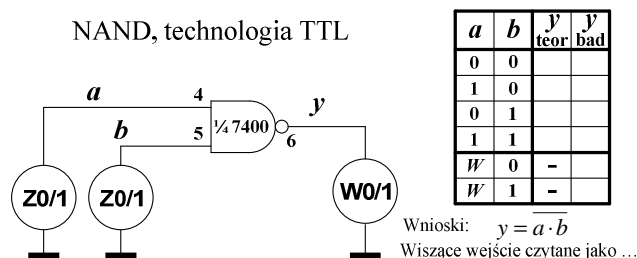 NAND, technologia TTL
a b y y
teor bad
0 0
1 0
0 1
1 1
W 0 -
W 1 -
a 4
b 5
¼ 7400
6 y
Z0/1 Z0/1 W0/1
Wnioski: y = \overline{a · b}
Wiszące wejście czytane jako …